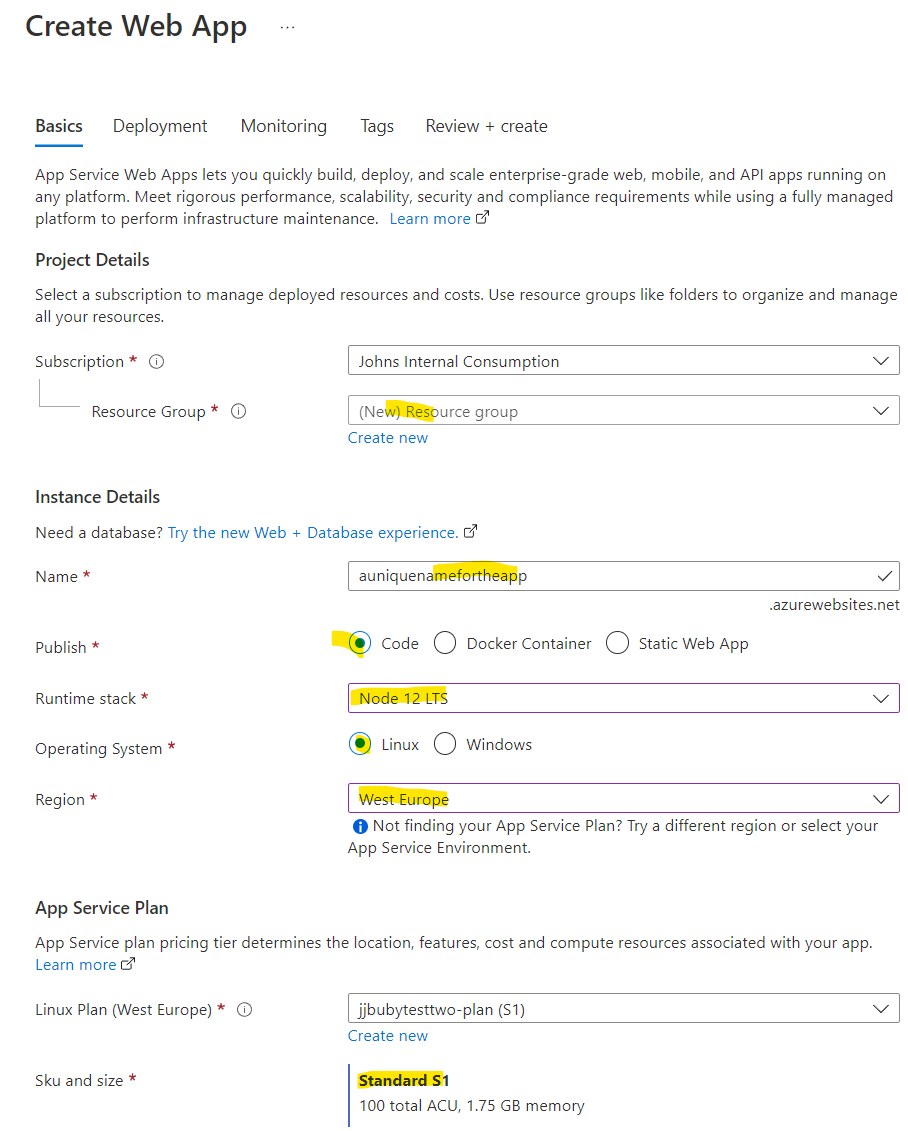 Create Web App ...
Basics Deployment Monitoring Tags Review + create
App Service Web Apps lets you quickly build, deploy, and scale enterprise-grade web, mobile, and API apps running on
any platform. Meet rigorous performance, scalability, security and compliance requirements while using a fully managed
platform to perform infrastructure maintenance. Learn more
Project Details
Select a subscription to manage deployed resources and costs. Use resource groups like folders to organize and manage
all your resources.
Subscription * Johns Internal Consumption
Resource Group * (New) Resource group
Create new
Instance Details
Need a database? Try the new Web + Database experience.
Name * auniquenamefortheapp
.azurewebsites.net
Publish * Code Docker Container Static Web App
Runtime stack * Node 12 LTS
Operating System * Linux Windows
Region * West Europe
Not finding your App Service Plan? Try a different region or select your
App Service Environment.
App Service Plan
App Service plan pricing tier determines the location, features, cost and compute resources associated with your app.
Learn more
Linux Plan (West Europe) * jjbubytesttwo-plan (S1)
Create new
Sku and size * Standard S1
100 total ACU, 1.75 GB memory